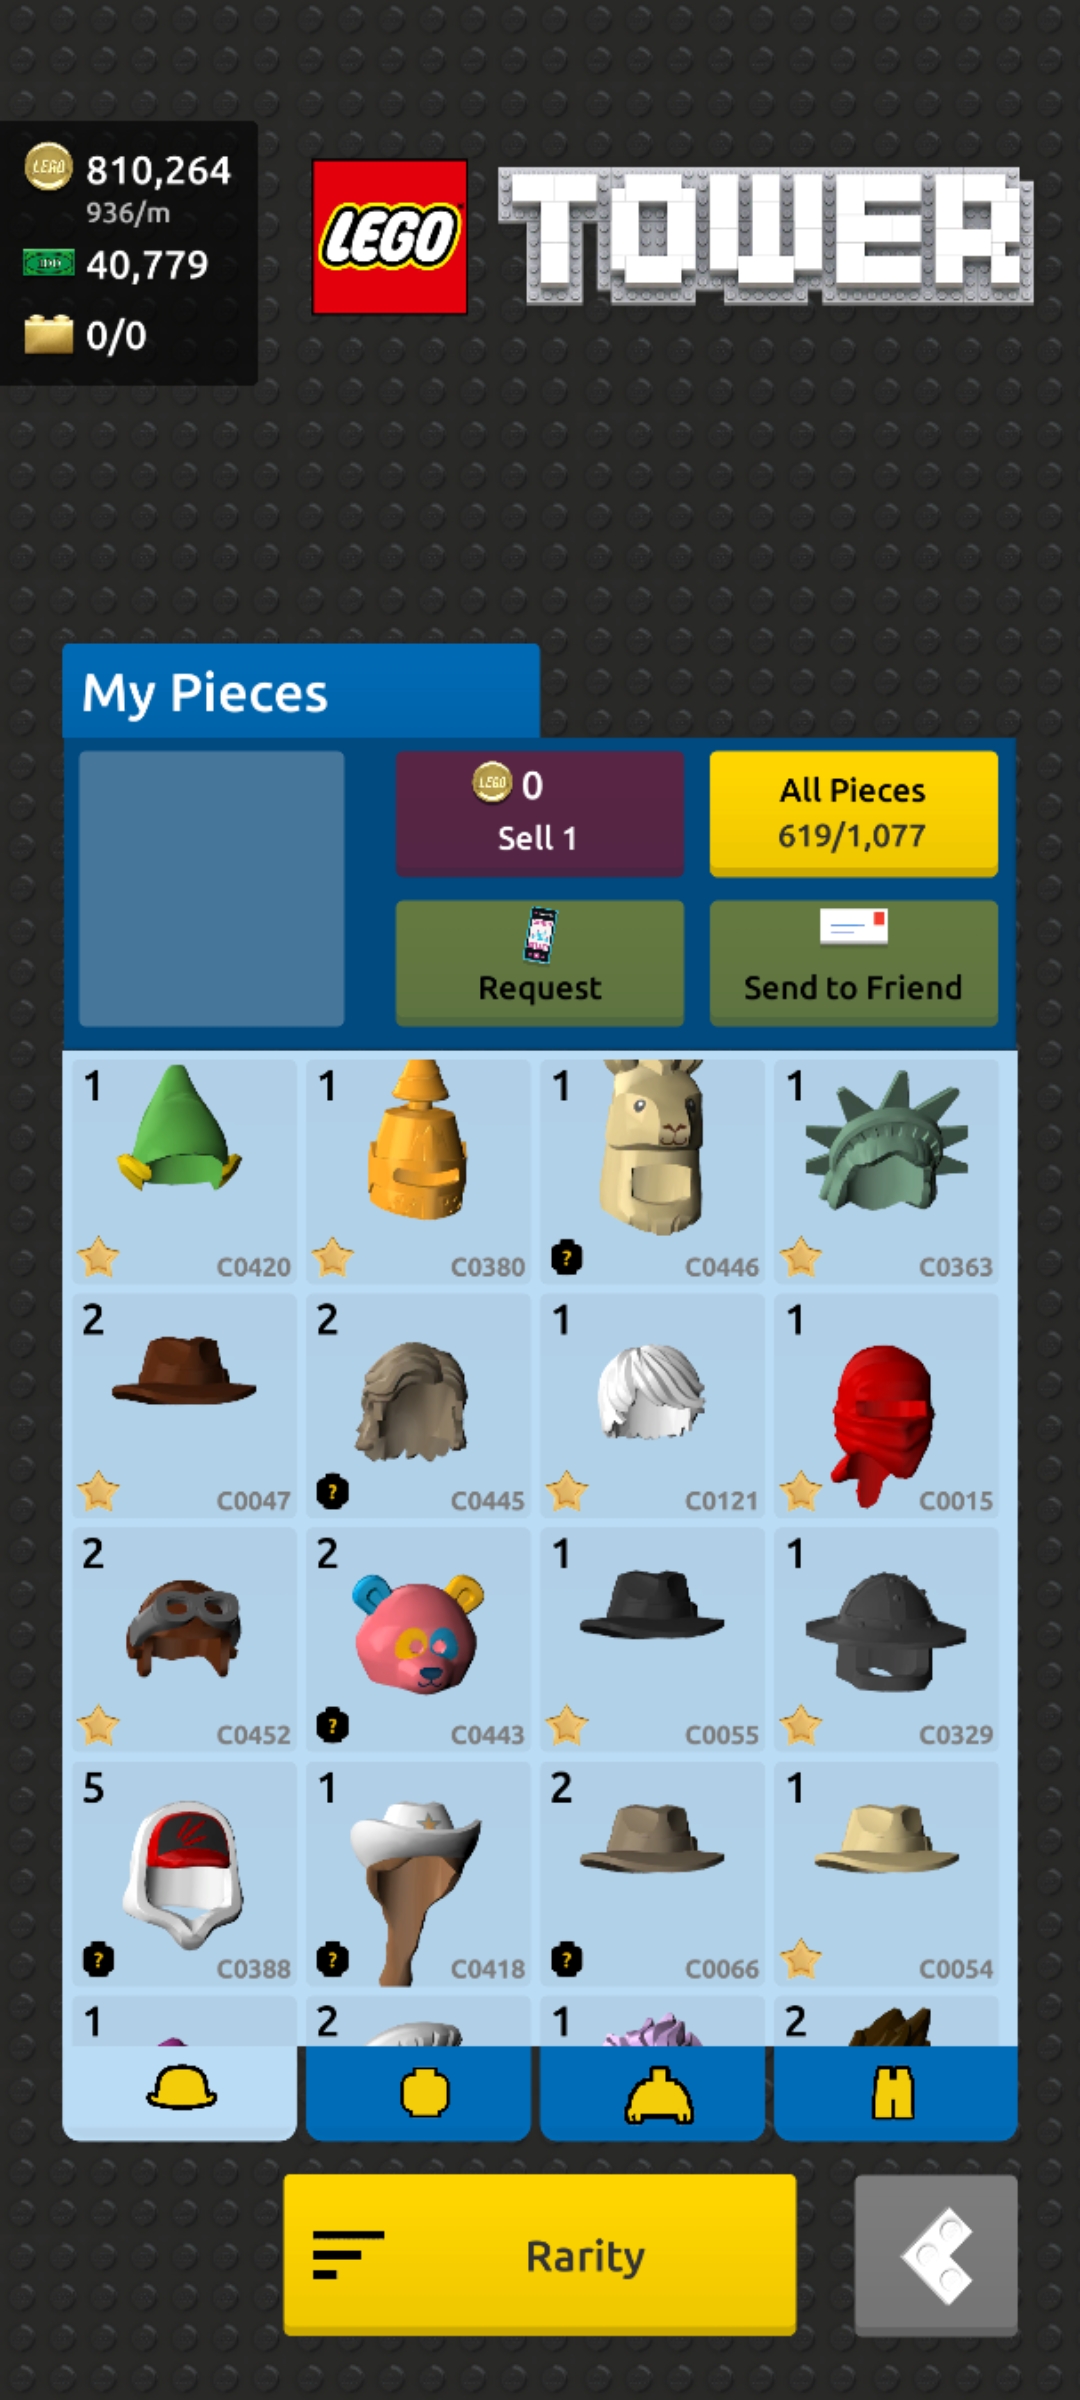 810,264
936/m
40,779
0/0
LEGO TOWER
My Pieces
0
Sell 1
All Pieces
619/1,077
Request
Send to Friend
1 1 1 1
C0420 C0380 C0446 C0363
2 2 1 1
C0047 C0445 C0121 C0015
2 2 1 1
C0452 C0443 C0055 C0329
5 1 2 1
C0388 C0418 C0066 C0054
1 2 1 2
Rarity